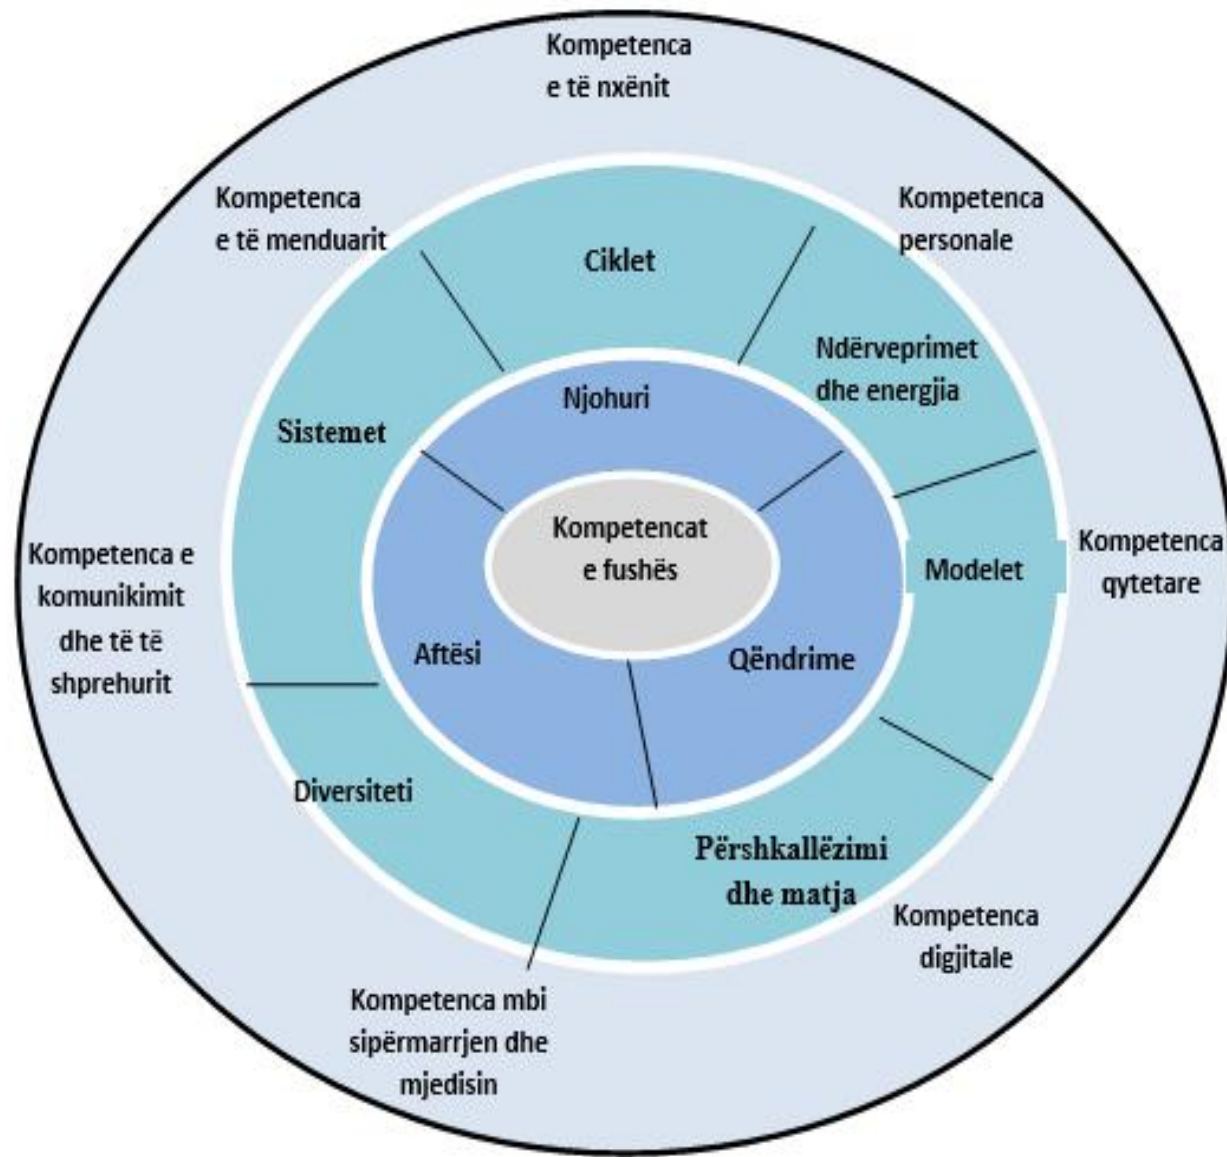 Kompetenca
e të nxënit
Kompetenca
e të menduarit
Kompetenca
personale
Ciklet
Ndërveprimet
dhe energjia
Njohuri
Sistemet
Kompetencat
e fushës
Kompetenca e
komunikimit
dhe të të
shprehurit
Modelet
Kompetenca
qytetare
Aftësi
Qëndrime
Diversiteti
Përshkallëzimi
dhe matja
Kompetenca
digjitale
Kompetenca mbi
sipërmarrjen dhe
mjedisin